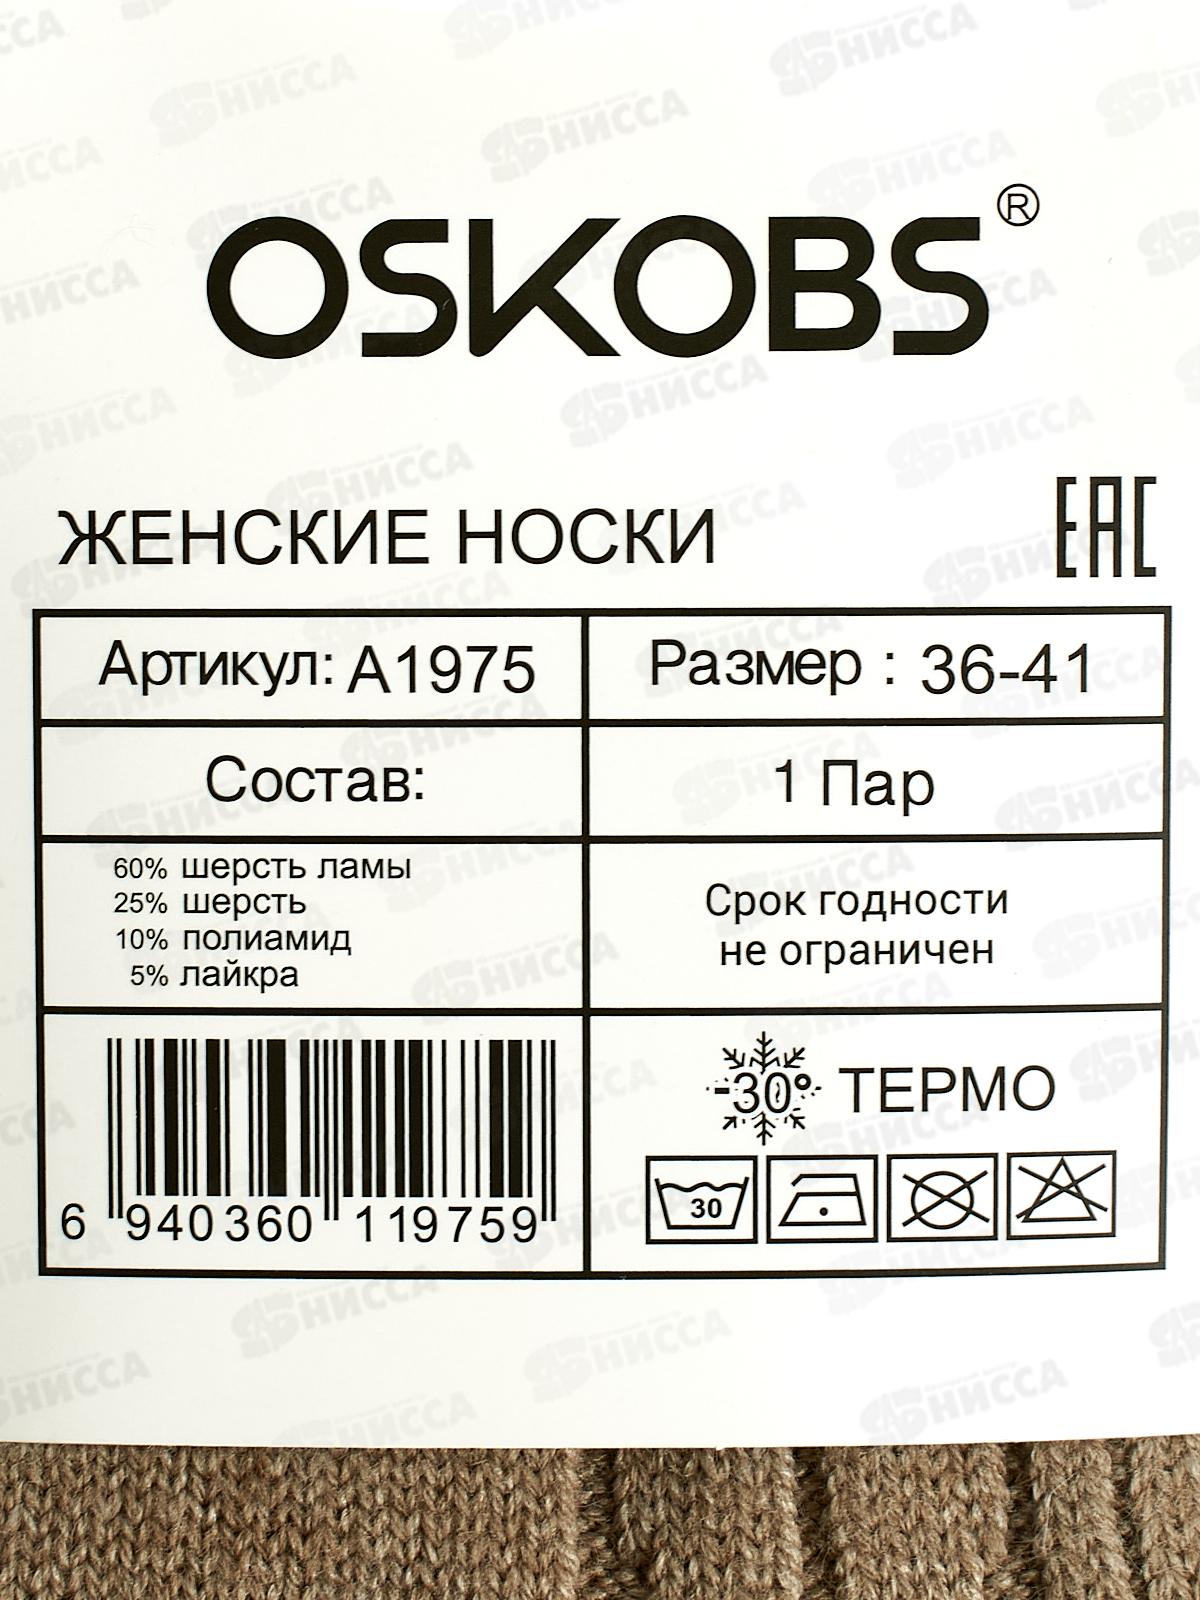 OSKOBS®
ЖЕНСКИЕ НОСКИ
EAC
Артикул: A1975
Размер : 36-41
Состав:
1 Пар
60% шерсть ламы
25% шерсть
10% полиамид
5% лайкра
Срок годности
не ограничен
-30° ТЕРМО
30
6 940360 119759
НИССА